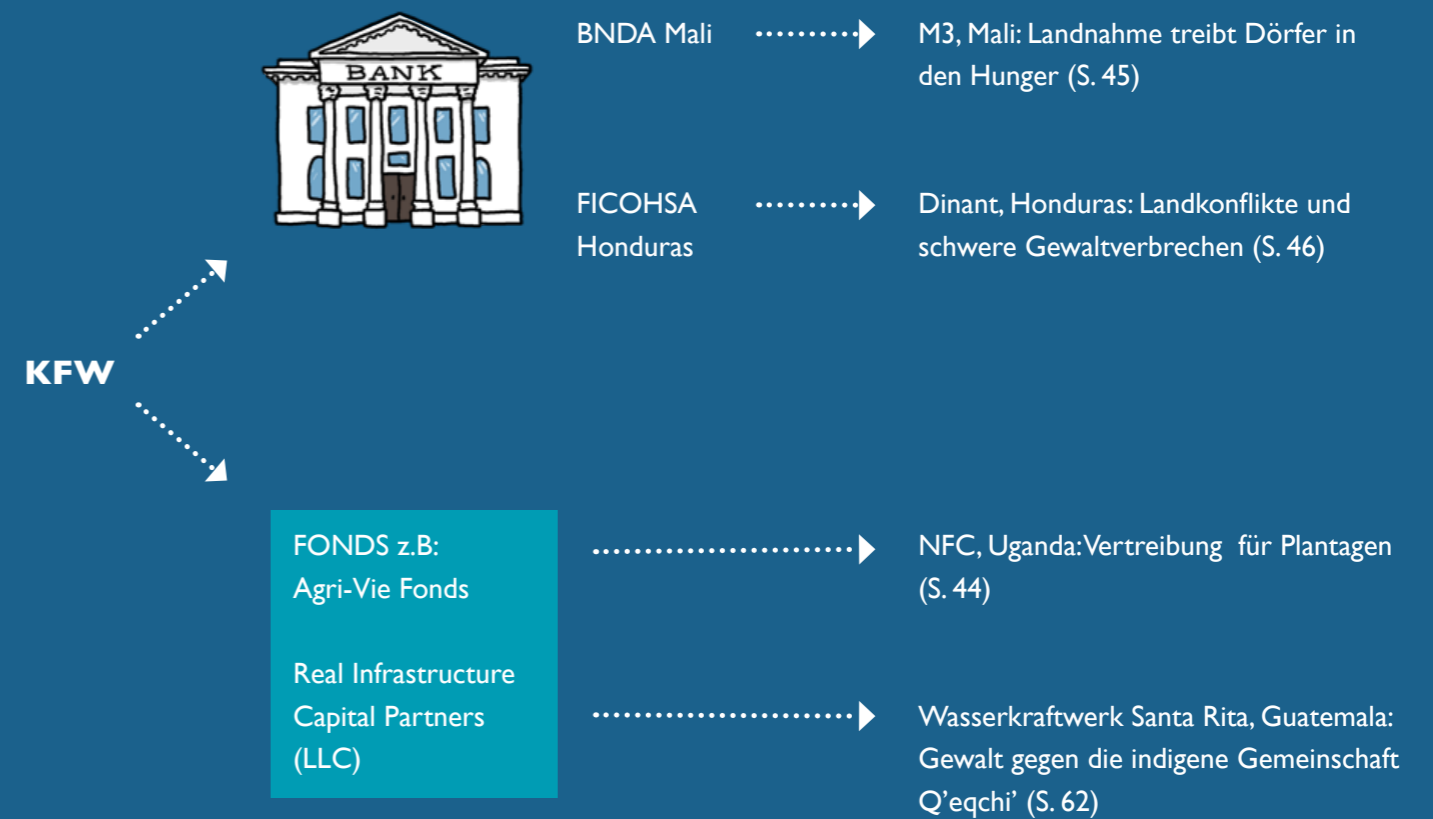 BANK
BNDA Mali
M3, Mali: Landnahme treibt Dörfer in
den Hunger (S. 45)
FICOHSA
Honduras
Dinant, Honduras: Landkonflikte und
schwere Gewaltverbrechen (S. 46)
KFW
FONDS z.B:
Agri-Vie Fonds
NFC, Uganda: Vertreibung für Plantagen
(S. 44)
Real Infrastructure
Capital Partners
(LLC)
Wasserkraftwerk Santa Rita, Guatemala:
Gewalt gegen die indigene Gemeinschaft
Q’eqchi’ (S. 62)